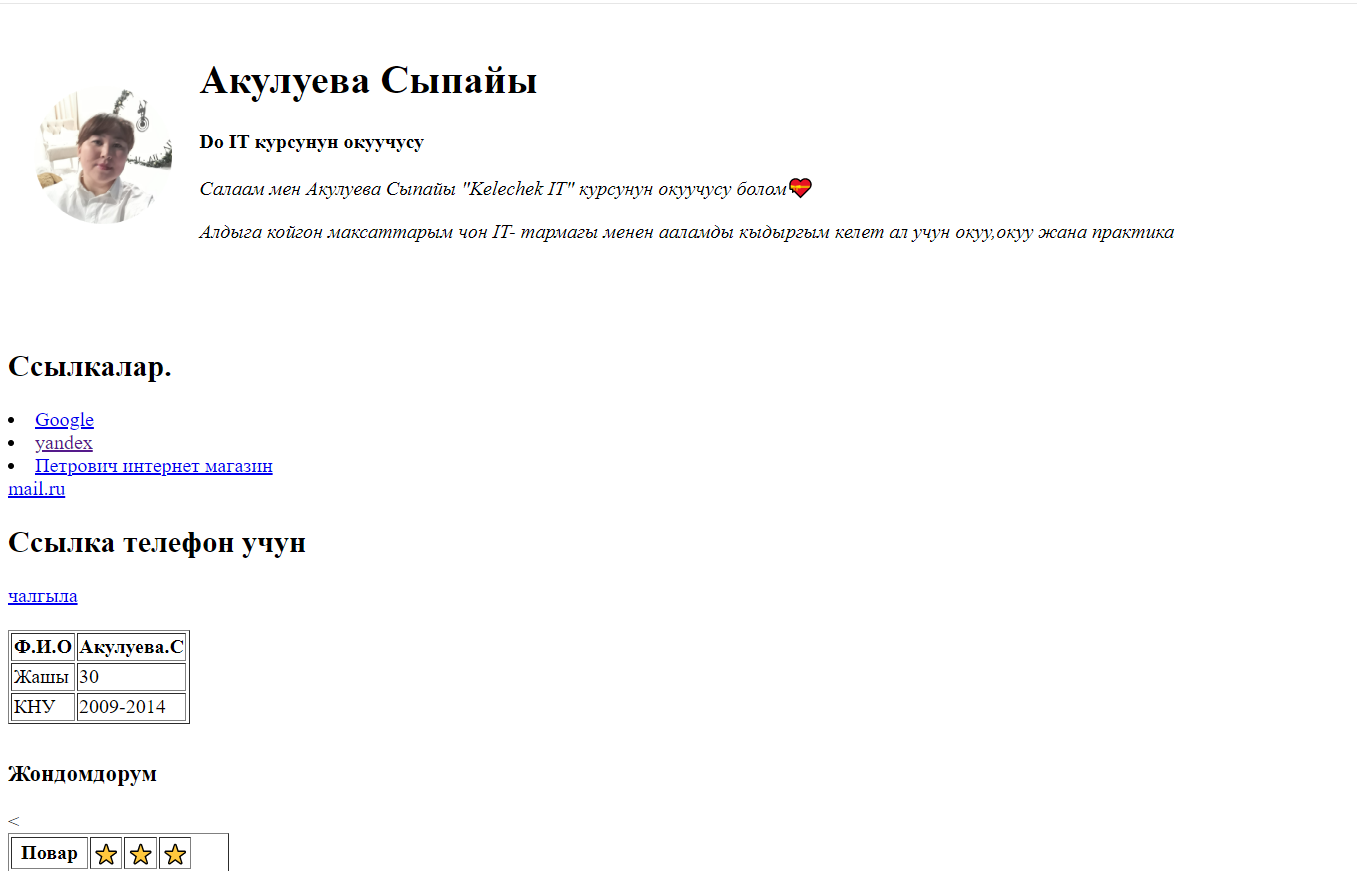 Акулуева Сыпайы
Do IT курсунун окуучусу
Салаам мен Акулуева Сыпайы "Kelechek IT" курсунун окуучусу болом
Алдыга койгон максаттарым чон IT- тармагы менен ааламды кыдыргым келет ал учун окуу,окуу жана практика
Ссылкалар.
Google
yandex
Петрович интернет магазин
mail.ru
Ссылка телефон учун
чалгыла
Ф.И.О Акулуева.С
Жашы 30
КНУ 2009-2014
Жондомдорум
<
Повар